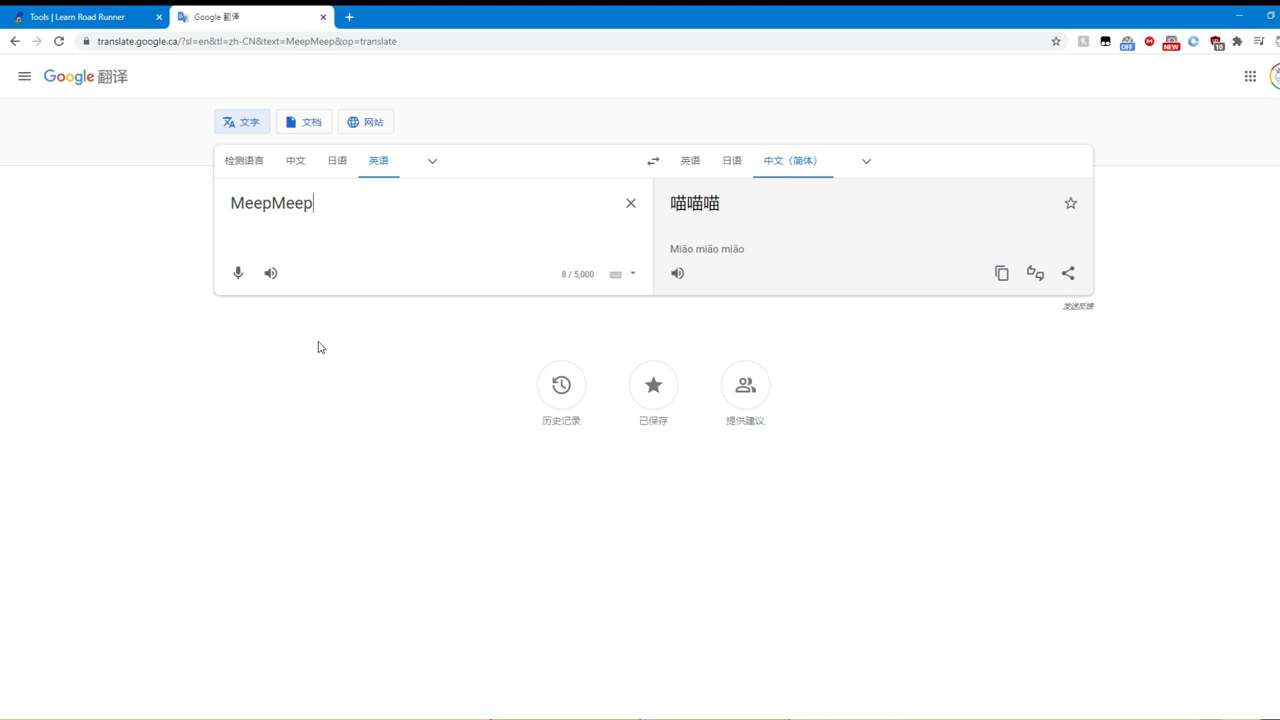 Tools | Learn Road Runner
Google 翻译
translate.google.ca/?sl=en&tl=zh-CN&text=MeepMeep&op=translate
OFF
NEW
10
Google 翻译
文字
文档
网站
检测语言 中文 日语 英语
英语 日语 中文（简体）
MeepMeep
喵喵喵
Miāo miāo miāo
8 / 5,000
发送反馈
历史记录
已保存
提供建议